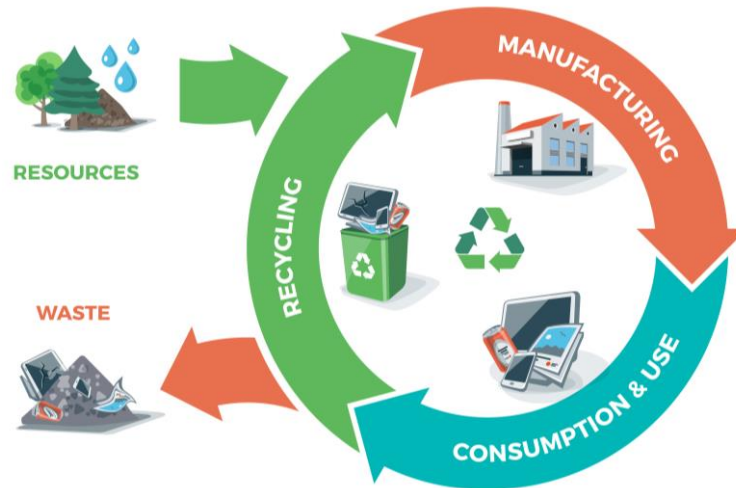 MANUFACTURING
RESOURCES
RECYCLING
WASTE
CONSUMPTION & USE